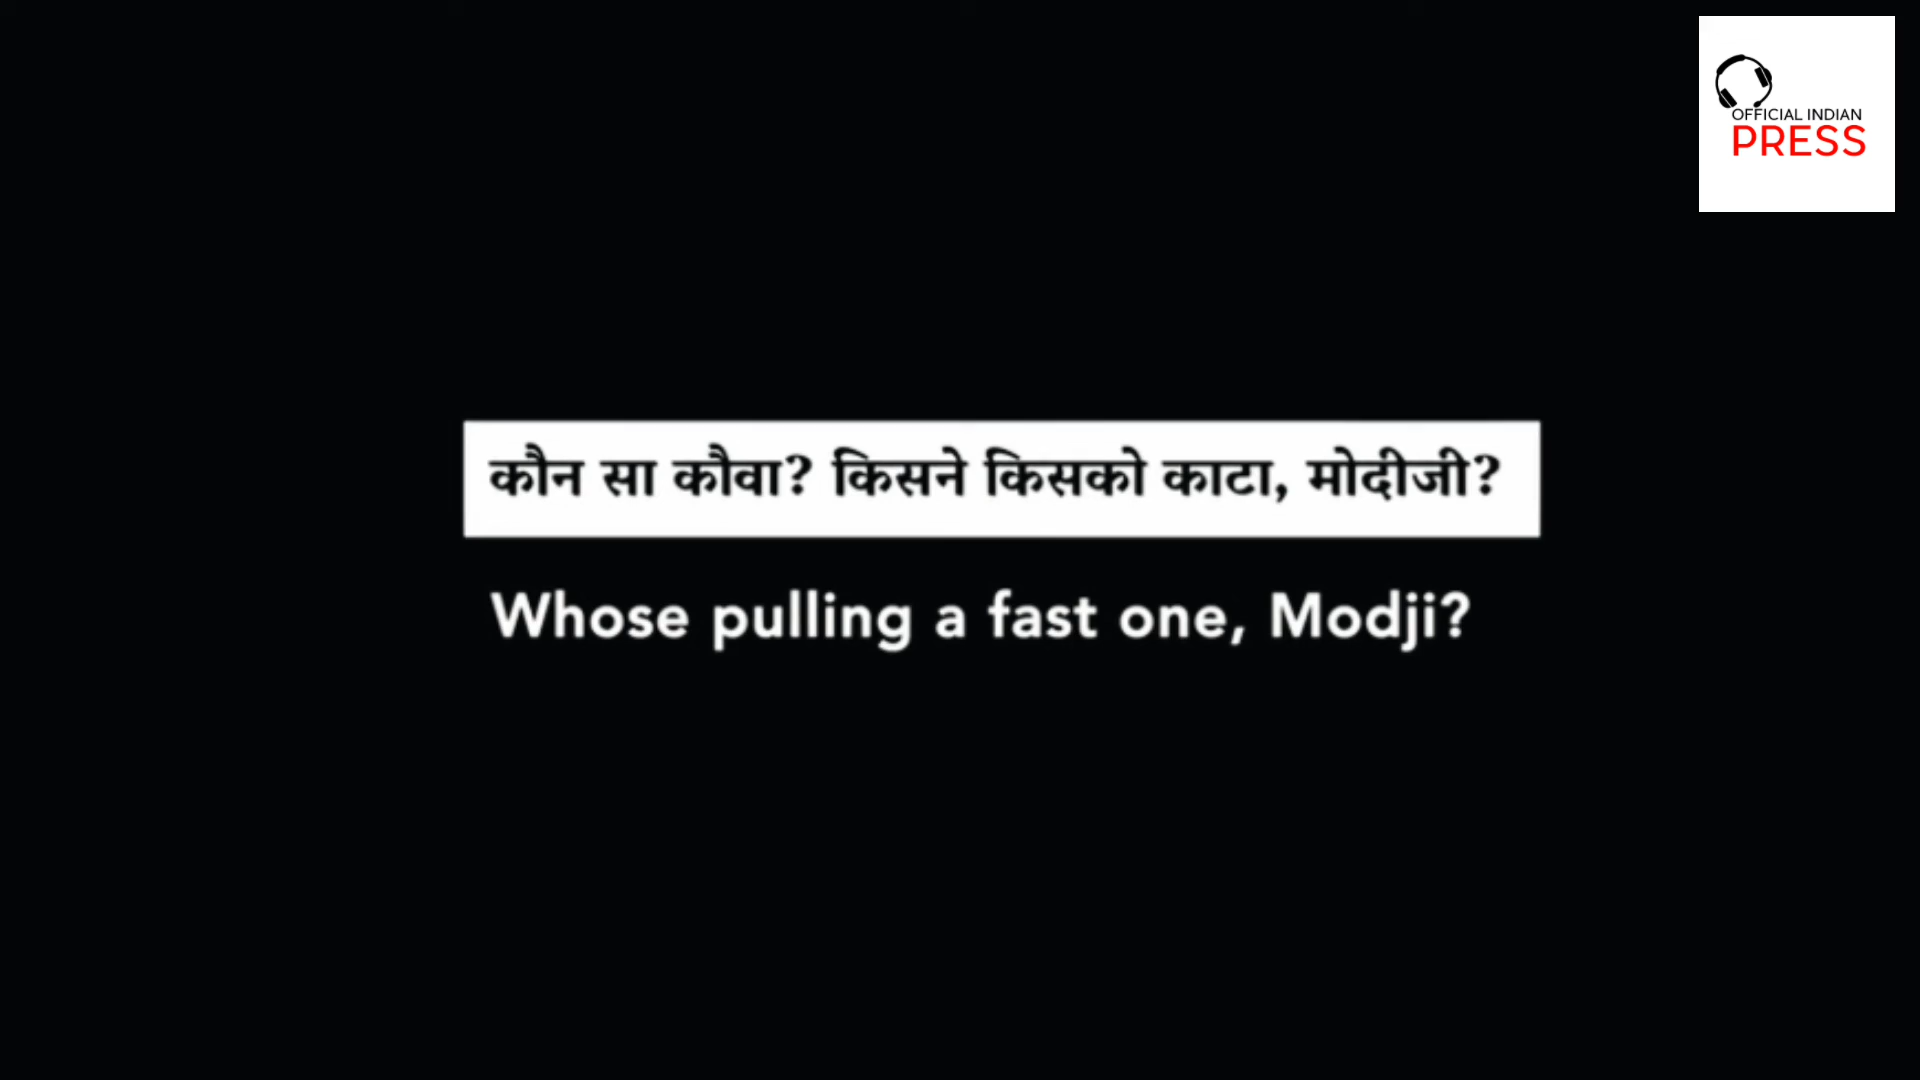 OFFICIAL INDIAN
PRESS
कौन सा कौवा? किसने किसको काटा, मोदीजी?
Whose pulling a fast one, Modji?